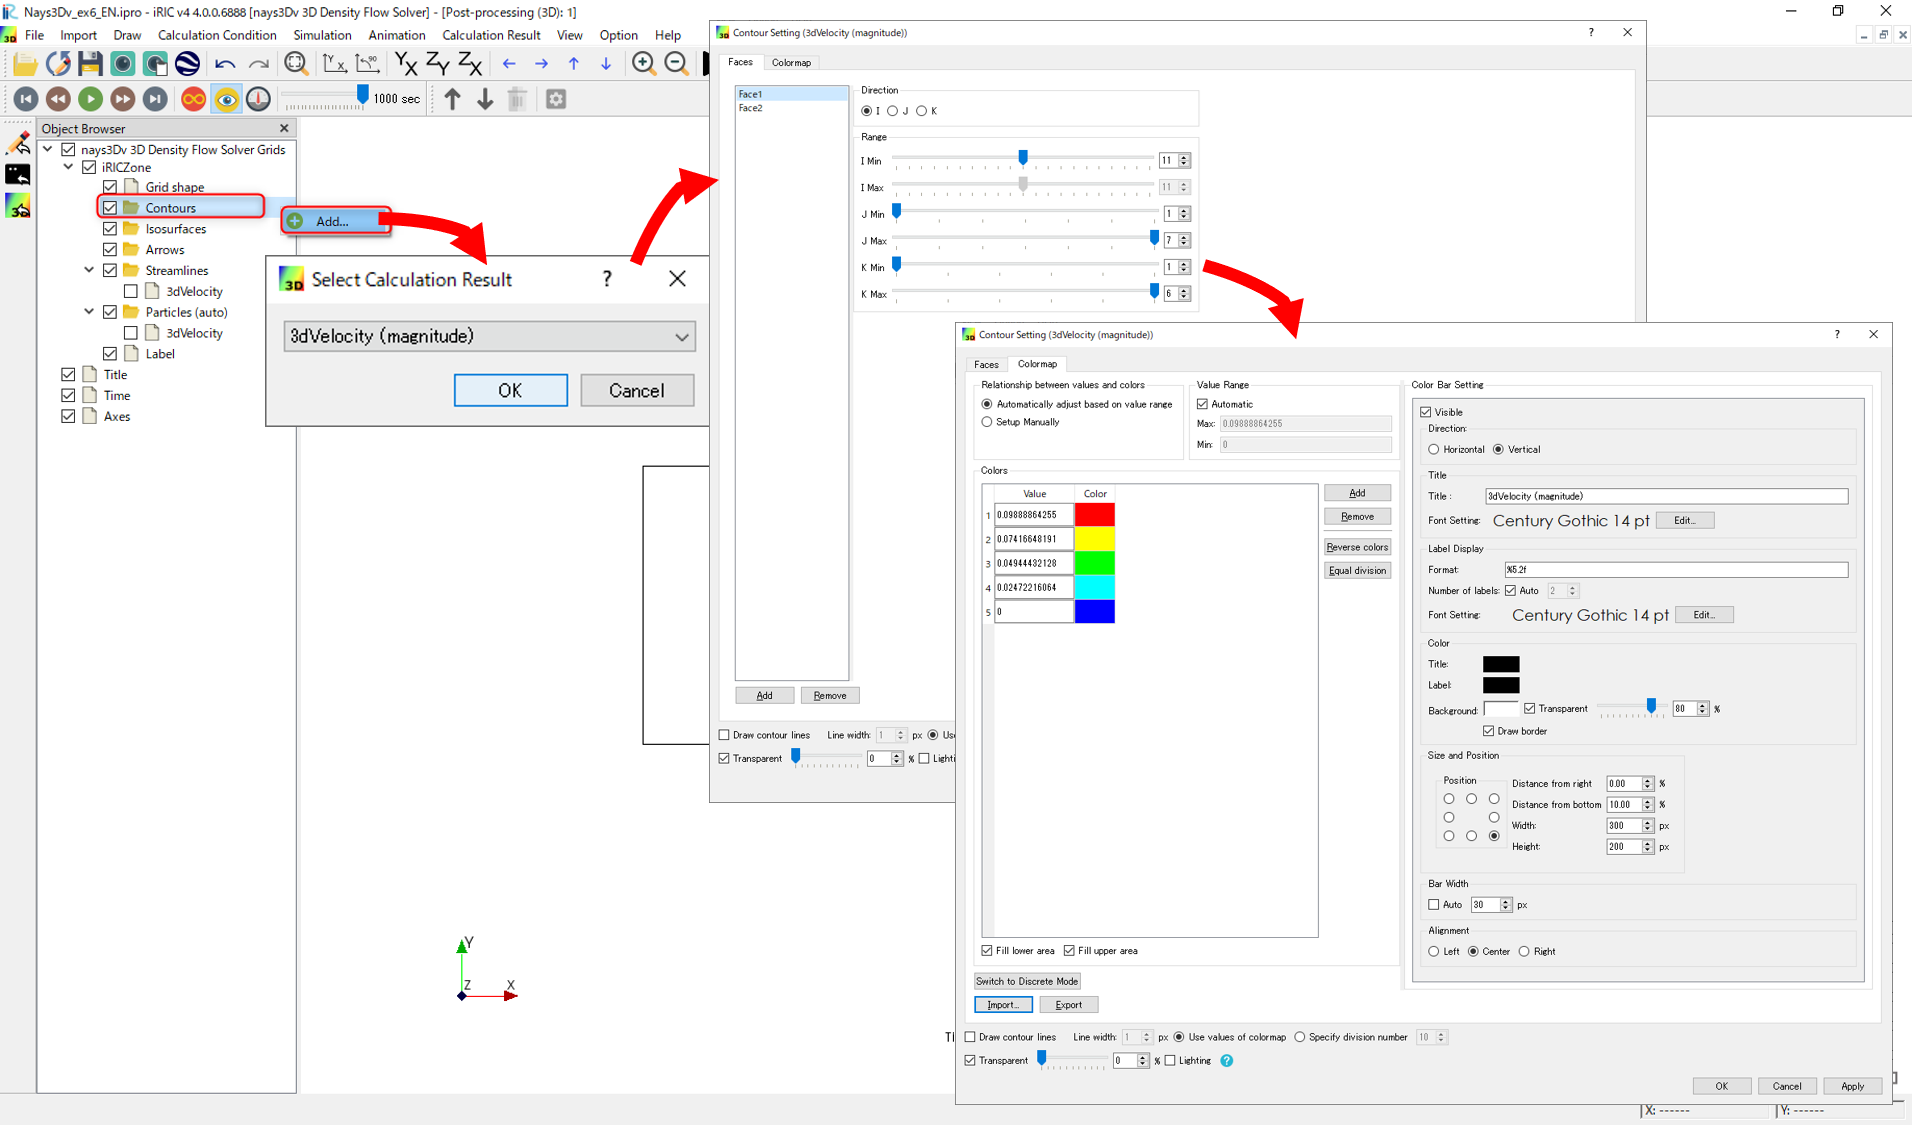 Nays3Dv_ex6_EN.ipro - iRIC v4 4.0.0.6888 [nays3Dv 3D Density Flow Solver] - [Post-processing (3D): 1]
File Import Draw Calculation Condition Simulation Animation Calculation Result View Option Help
1000 sec
Object Browser
nays3Dv 3D Density Flow Solver Grids
iRICZone
Grid shape
Contours
Isosurfaces
Arrows
Streamlines
3dVelocity
Particles (auto)
3dVelocity
Label
Title
Time
Axes
Add...
Select Calculation Result ?
3dVelocity (magnitude)
OK Cancel
Y
Z X
Contour Setting (3dVelocity (magnitude)) ?
Faces Colormap
Face1
Face2
Direction
I J K
Range
I Min 11
I Max 11
J Min 1
J Max 7
K Min 1
K Max 6
Add Remove
Draw contour lines Line width: 1 px
Transparent 0 %
Contour Setting (3dVelocity (magnitude)) ?
Faces Colormap
Relationship between values and colors
Automatically adjust based on value range
Setup Manually
Value Range
Automatic
Max: 0.09888864255
Min: 0
Colors
Value Color
1 0.09888864255
2 0.07416648191
3 0.04944432128
4 0.02472216064
5 0
Add
Remove
Reverse colors
Equal division
Fill lower area Fill upper area
Switch to Discrete Mode
Import... Export
Color Bar Setting
Visible
Direction:
Horizontal Vertical
Title
Title : 3dVelocity (magnitude)
Font Setting: Century Gothic 14 pt Edit...
Label Display
Format: %5.2f
Number of labels: Auto 2
Font Setting: Century Gothic 14 pt Edit...
Color
Title:
Label:
Background: Transparent 80 %
Draw border
Size and Position
Position
Distance from right 0.00 %
Distance from bottom 10.00 %
Width: 300 px
Height: 200 px
Bar Width
Auto 30 px
Alignment
Left Center Right
Draw contour lines Line width: 1 px Use values of colormap Specify division number 10
Transparent 0 % Lighting ?
OK Cancel Apply
X: ------ Y: ------